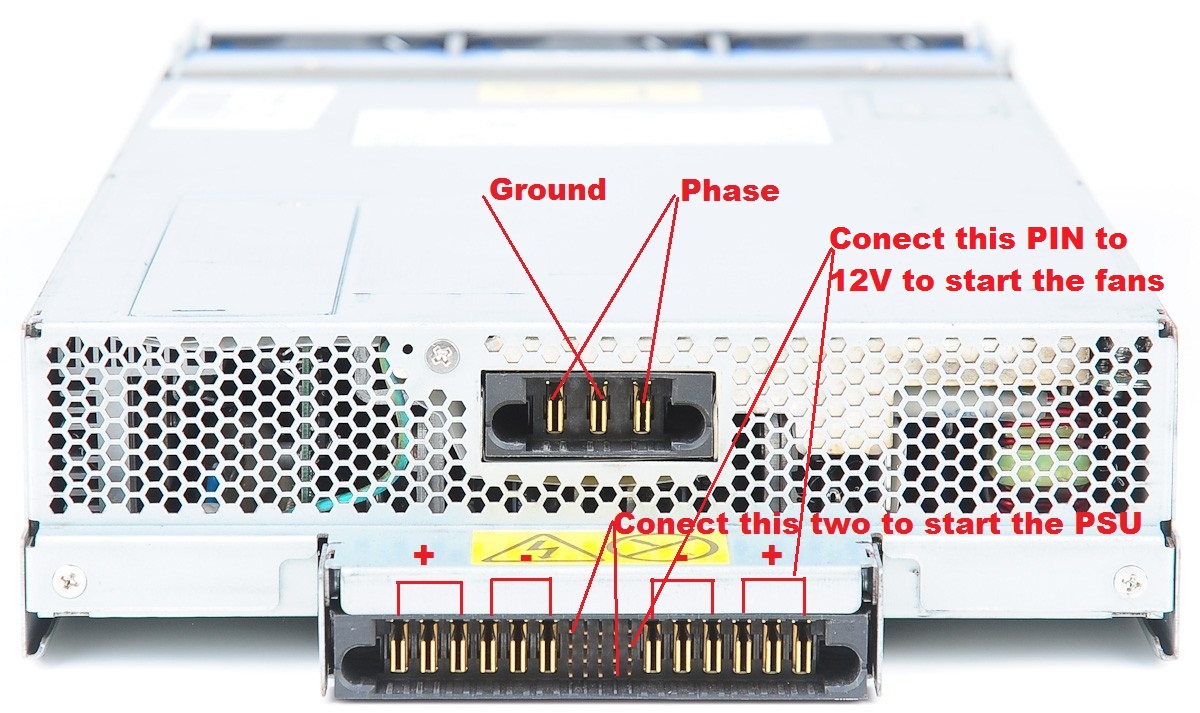 Ground
Phase
Conect this PIN to
12V to start the fans
Conect this two to start the PSU
+ - - +